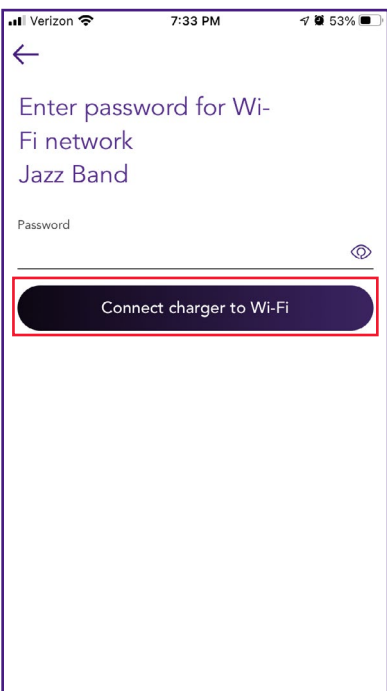 Verizon 7:33 PM 53%
Enter password for Wi-
Fi network
Jazz Band
Password
Connect charger to Wi-Fi